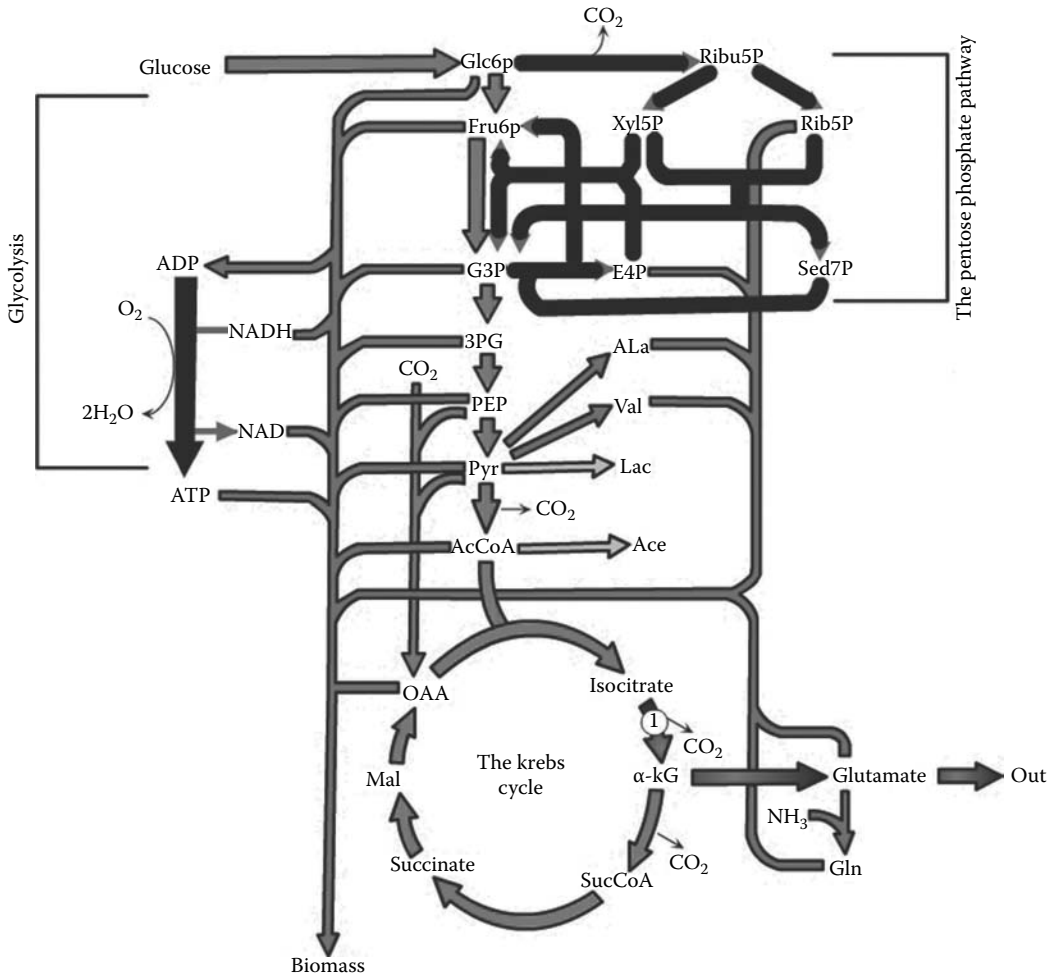 CO2
Glucose
Glc6p
Ribu5P
Fru6p
Xyl5P
Rib5P
The pentose phosphate pathway
Glycolysis
ADP
G3P
E4P
Sed7P
O2
NADH
3PG
ALa
CO2
2H2O
PEP
Val
NAD
Pyr
Lac
ATP
CO2
AcCoA
Ace
Isocitrate
OAA
1
CO2
The krebs
cycle
Mal
α-kG
Glutamate
Out
NH3
CO2
Succinate
Gln
SucCoA
Biomass